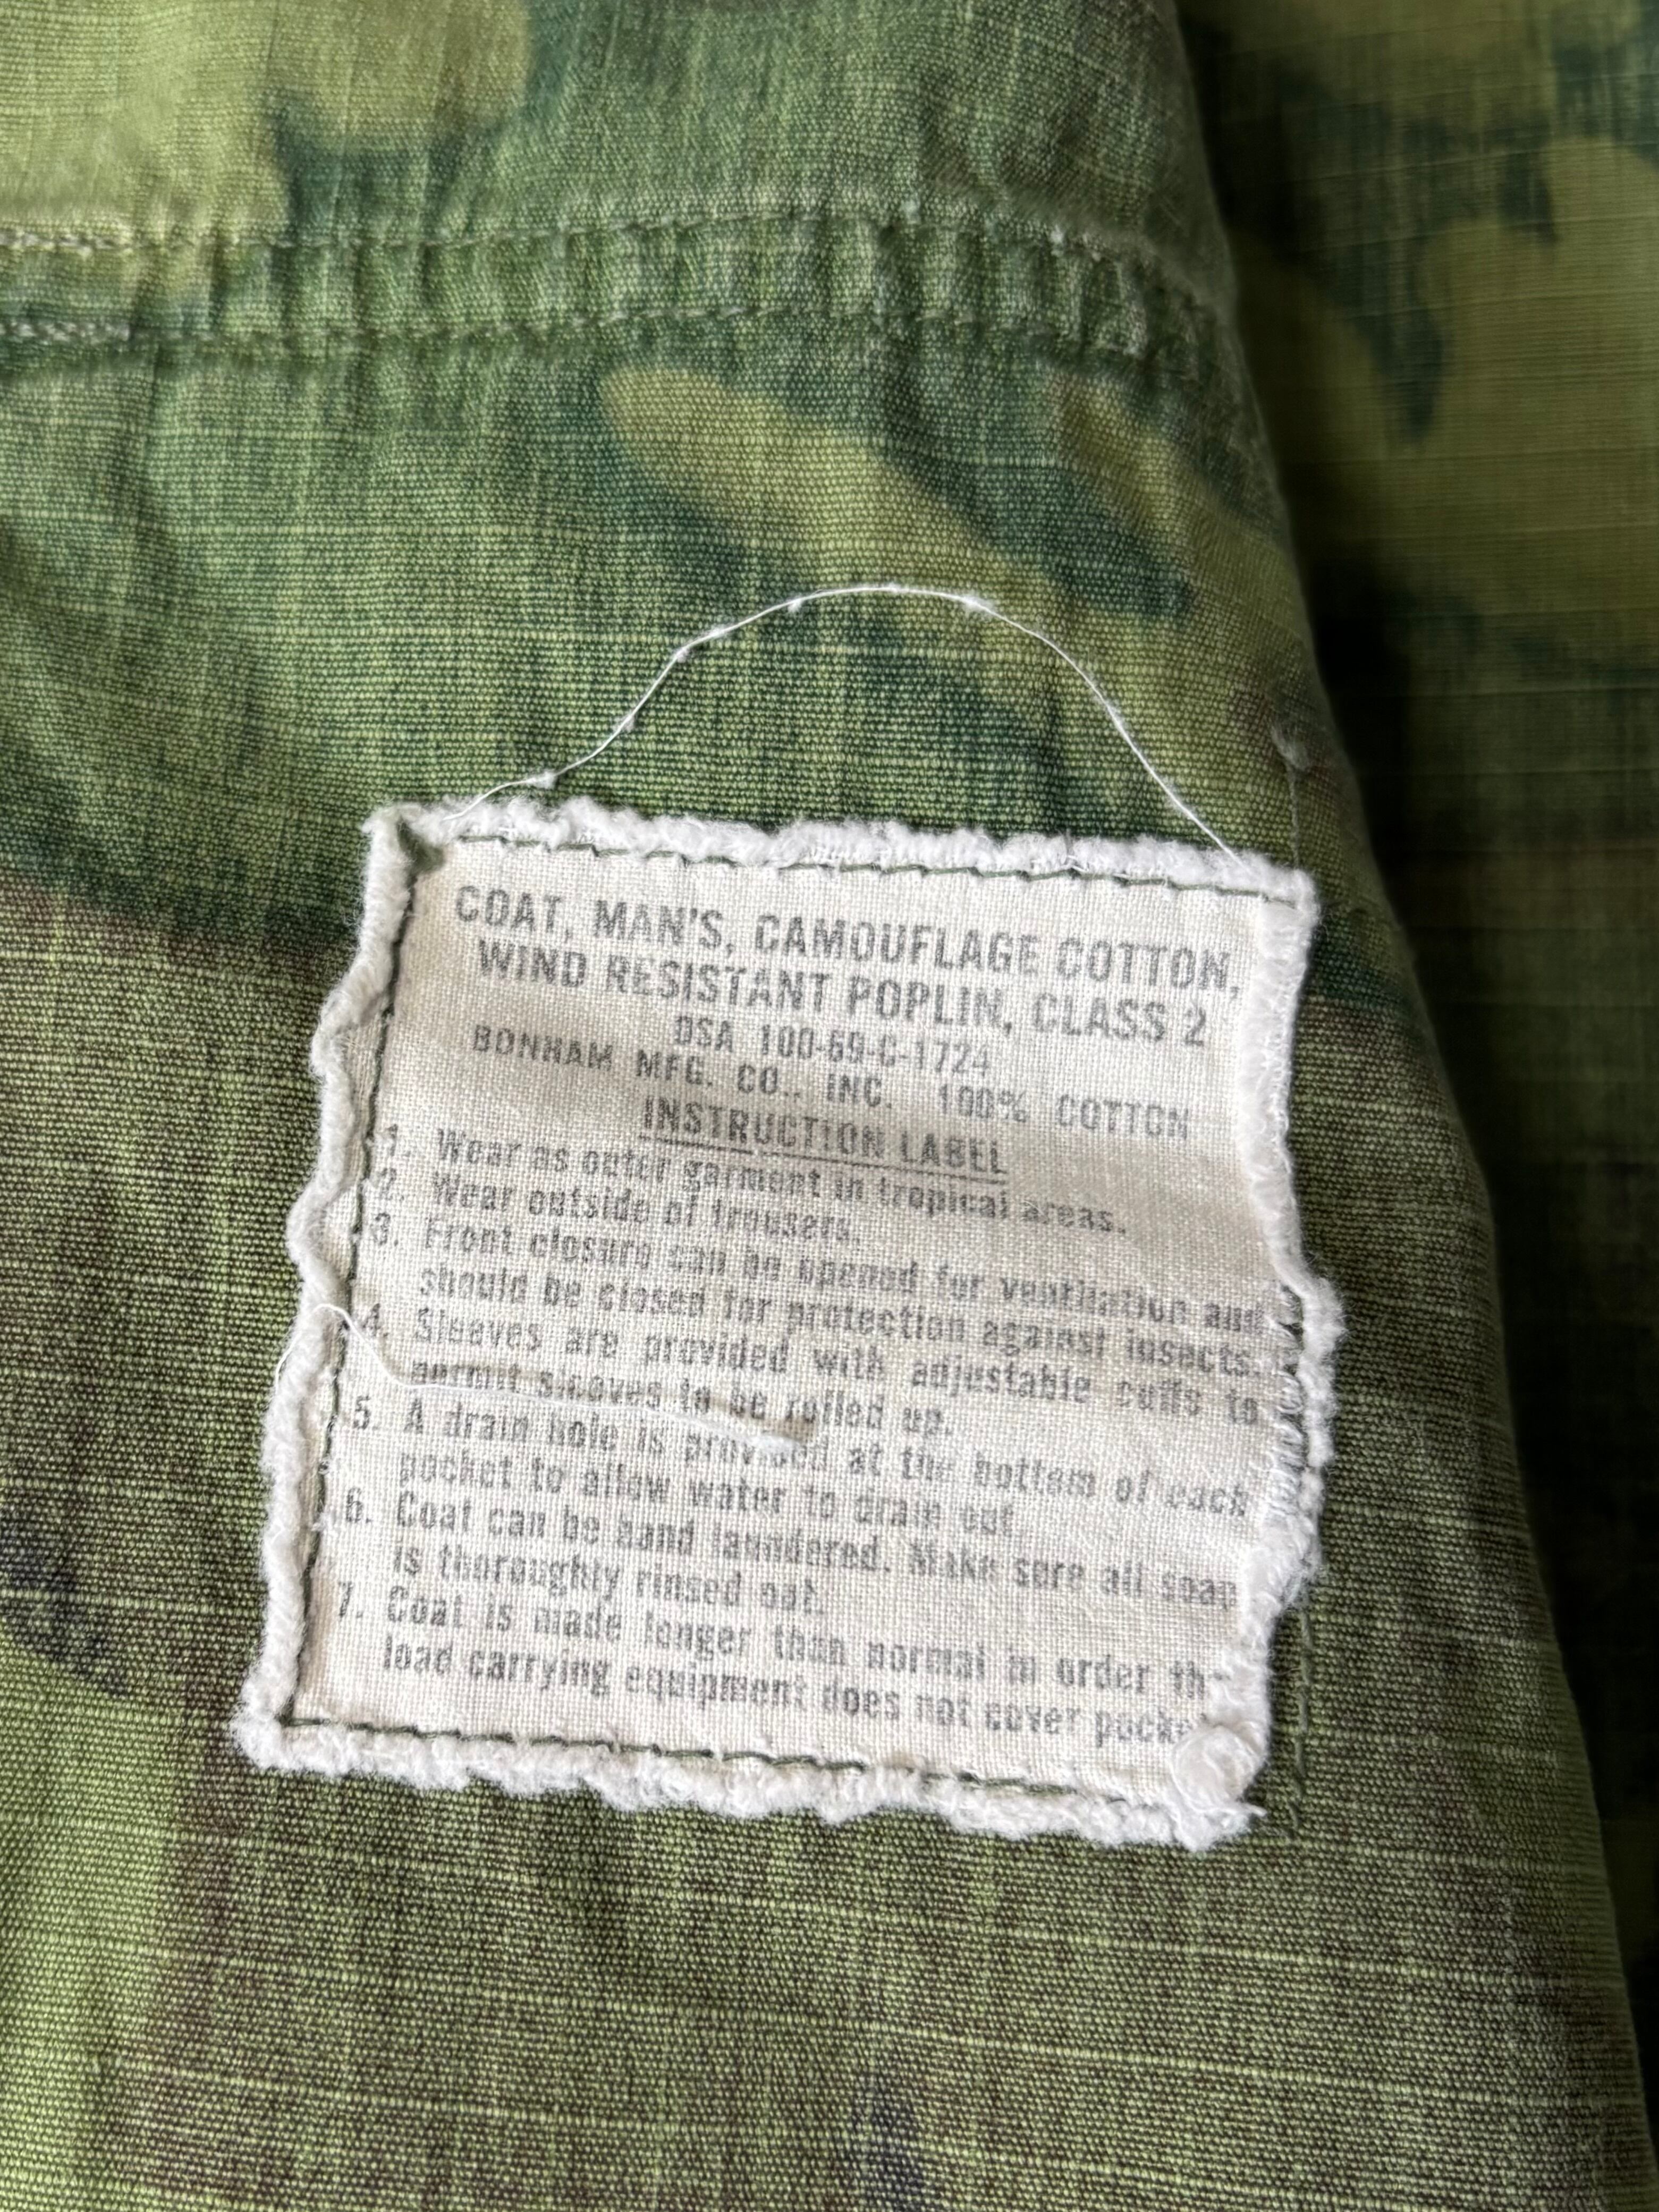 COAT, MAN'S, CAMOUFLAGE COTTON,
WIND RESISTANT POPLIN, CLASS 2
DSA 100-69-C-1724
BONHAM MFG. CO., INC. 100% COTTON
INSTRUCTION LABEL
1. Wear as outer garment in tropical areas.
2. Wear outside of trousers.
3. Front closure can be opened for ventilation and
should be closed for protection against insects.
4. Sleeves are provided with adjustable cuffs to
permit sleeves to be rolled up.
5. A drain hole is provided at the bottom of each
pocket to allow water to drain out.
6. Coat can be hand laundered. Make sure all soap
is thoroughly rinsed out.
7. Coat is made longer than normal in order th
load carrying equipment does not cover pocke